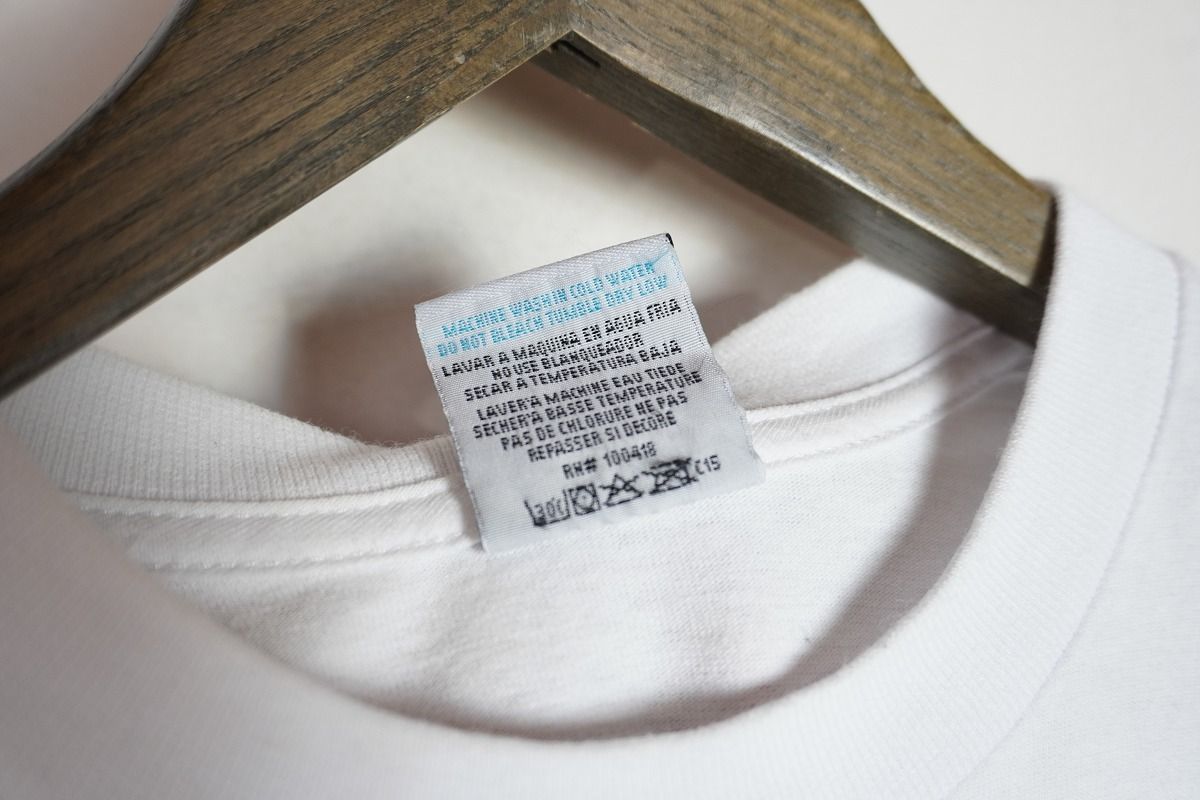 MACHINE WASH IN COLD WATER
DO NOT BLEACH TUMBLE DRY LOW
LAVAR A MAQUINA EN AGUA FRIA
NO USE BLANQUEADOR
SECAR A TEMPERATURA BAJA
LAVER'A MACHINE EAU TIEDE
SECHER'A BASSE TEMPERATURE
PAS DE CHLORURE NE PAS
REPASSER SI DECORE
RN# 100418
30C C15